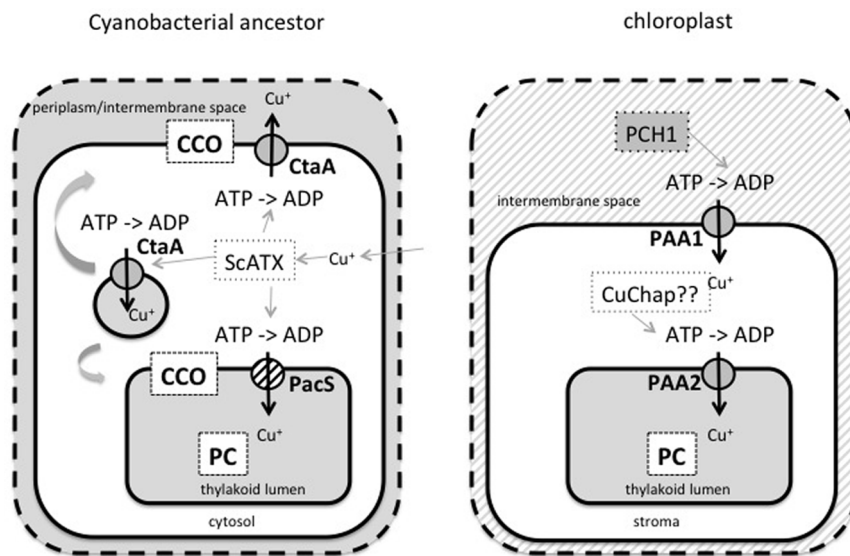 Cyanobacterial ancestor
periplasm/intermembrane space
Cu+
CCO
CtaA
ATP -> ADP
ATP -> ADP
CtaA
ScATX
Cu+
Cu+
ATP -> ADP
CCO
PacS
Cu+
PC
thylakoid lumen
cytosol
chloroplast
PCH1
ATP -> ADP
intermembrane space
PAA1
Cu+
CuChap??
ATP -> ADP
PAA2
Cu+
PC
thylakoid lumen
stroma